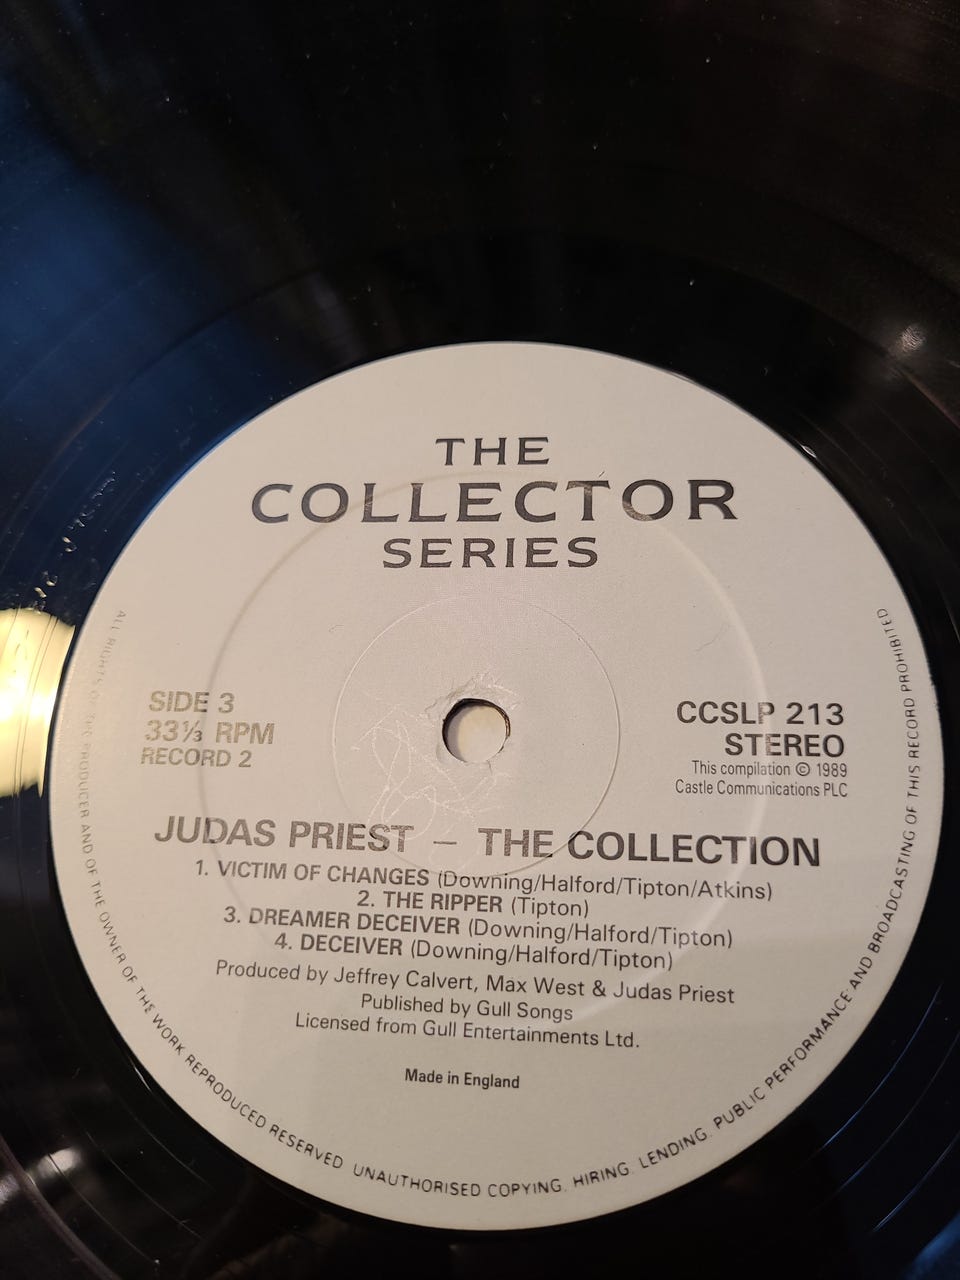 THE
COLLECTOR
SERIES
SIDE 3
33⅓ RPM
RECORD 2
CCSLP 213
STEREO
This compilation © 1989
Castle Communications PLC
JUDAS PRIEST – THE COLLECTION
1. VICTIM OF CHANGES (Downing/Halford/Tipton/Atkins)
2. THE RIPPER (Tipton)
3. DREAMER DECEIVER (Downing/Halford/Tipton)
4. DECEIVER (Downing/Halford/Tipton)
Produced by Jeffrey Calvert, Max West & Judas Priest
Published by Gull Songs
Licensed from Gull Entertainments Ltd.
Made in England
ALL RIGHTS OF THE PRODUCER AND OF THE OWNER OF THE WORK REPRODUCED RESERVED UNAUTHORISED COPYING. HIRING. LENDING. PUBLIC PERFORMANCE AND BROADCASTING OF THIS RECORD PROHIBITED